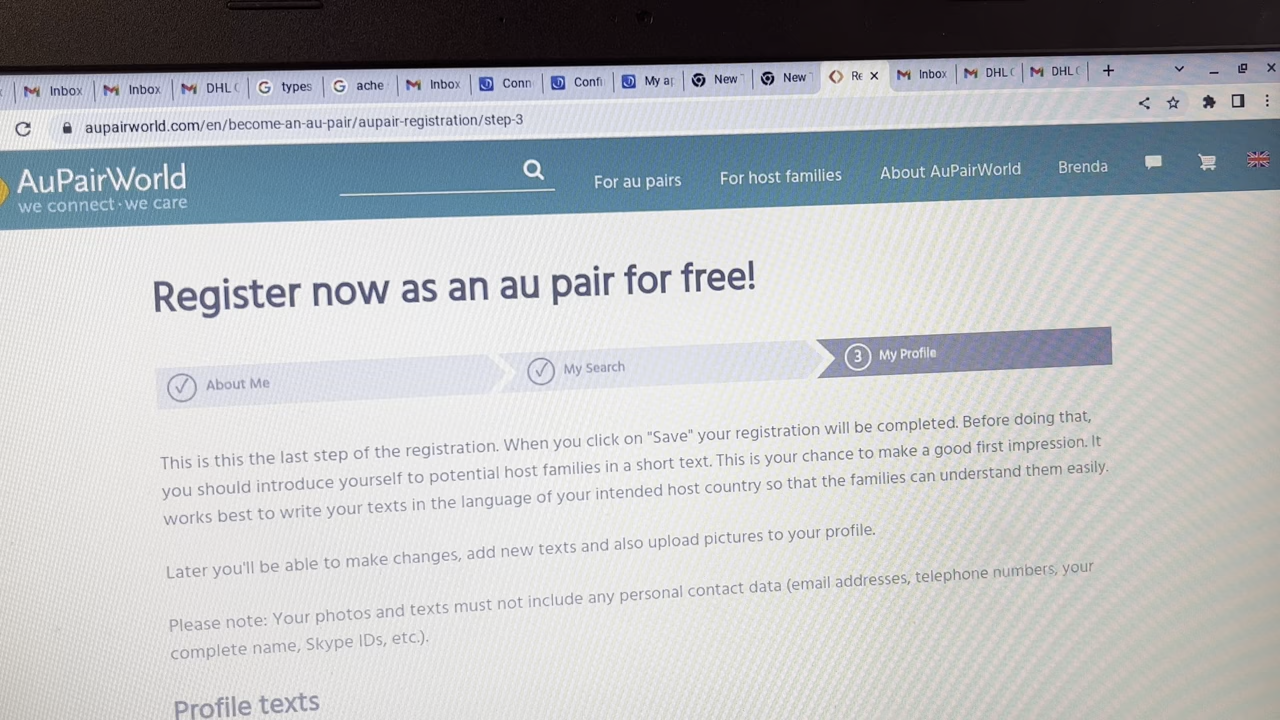 Inbox Inbox DHL types ache Inbox Conn Confi My a New New Re Inbox DHL DHL
aupairworld.com/en/become-an-au-pair/aupair-registration/step-3
AuPairWorld
we connect · we care
For au pairs For host families About AuPairWorld Brenda
Register now as an au pair for free!
About Me My Search 3 My Profile
This is this the last step of the registration. When you click on "Save" your registration will be completed. Before doing that,
you should introduce yourself to potential host families in a short text. This is your chance to make a good first impression. It
works best to write your texts in the language of your intended host country so that the families can understand them easily.
Later you'll be able to make changes, add new texts and also upload pictures to your profile.
Please note: Your photos and texts must not include any personal contact data (email addresses, telephone numbers, your
complete name, Skype IDs, etc.).
Profile texts